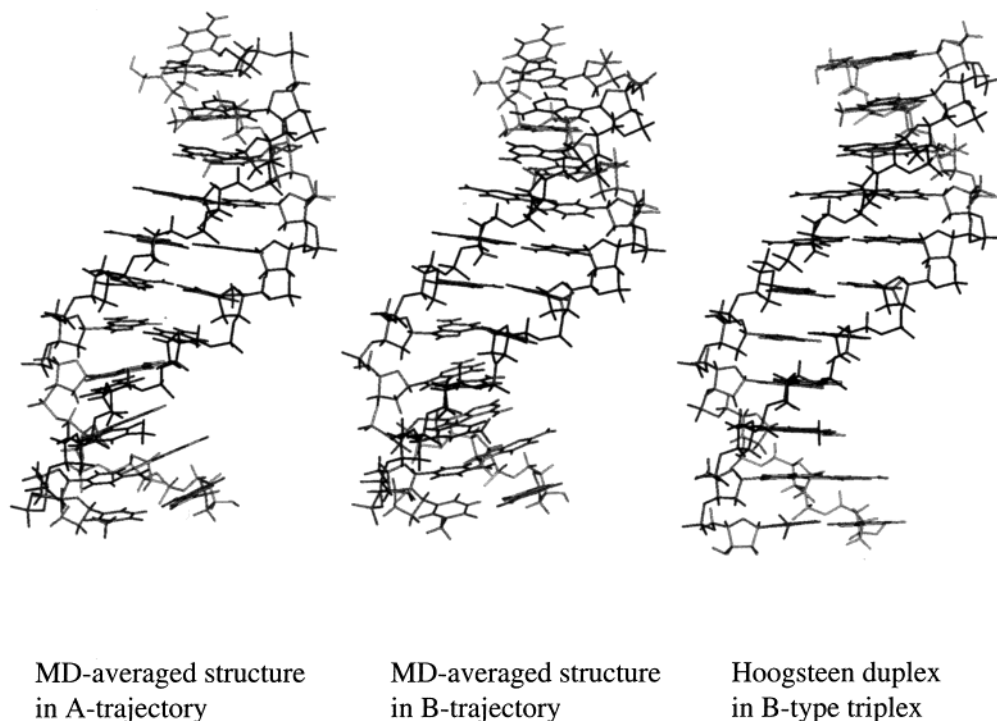 MD-averaged structure
in A-trajectory
MD-averaged structure
in B-trajectory
Hoogsteen duplex
in B-type triplex